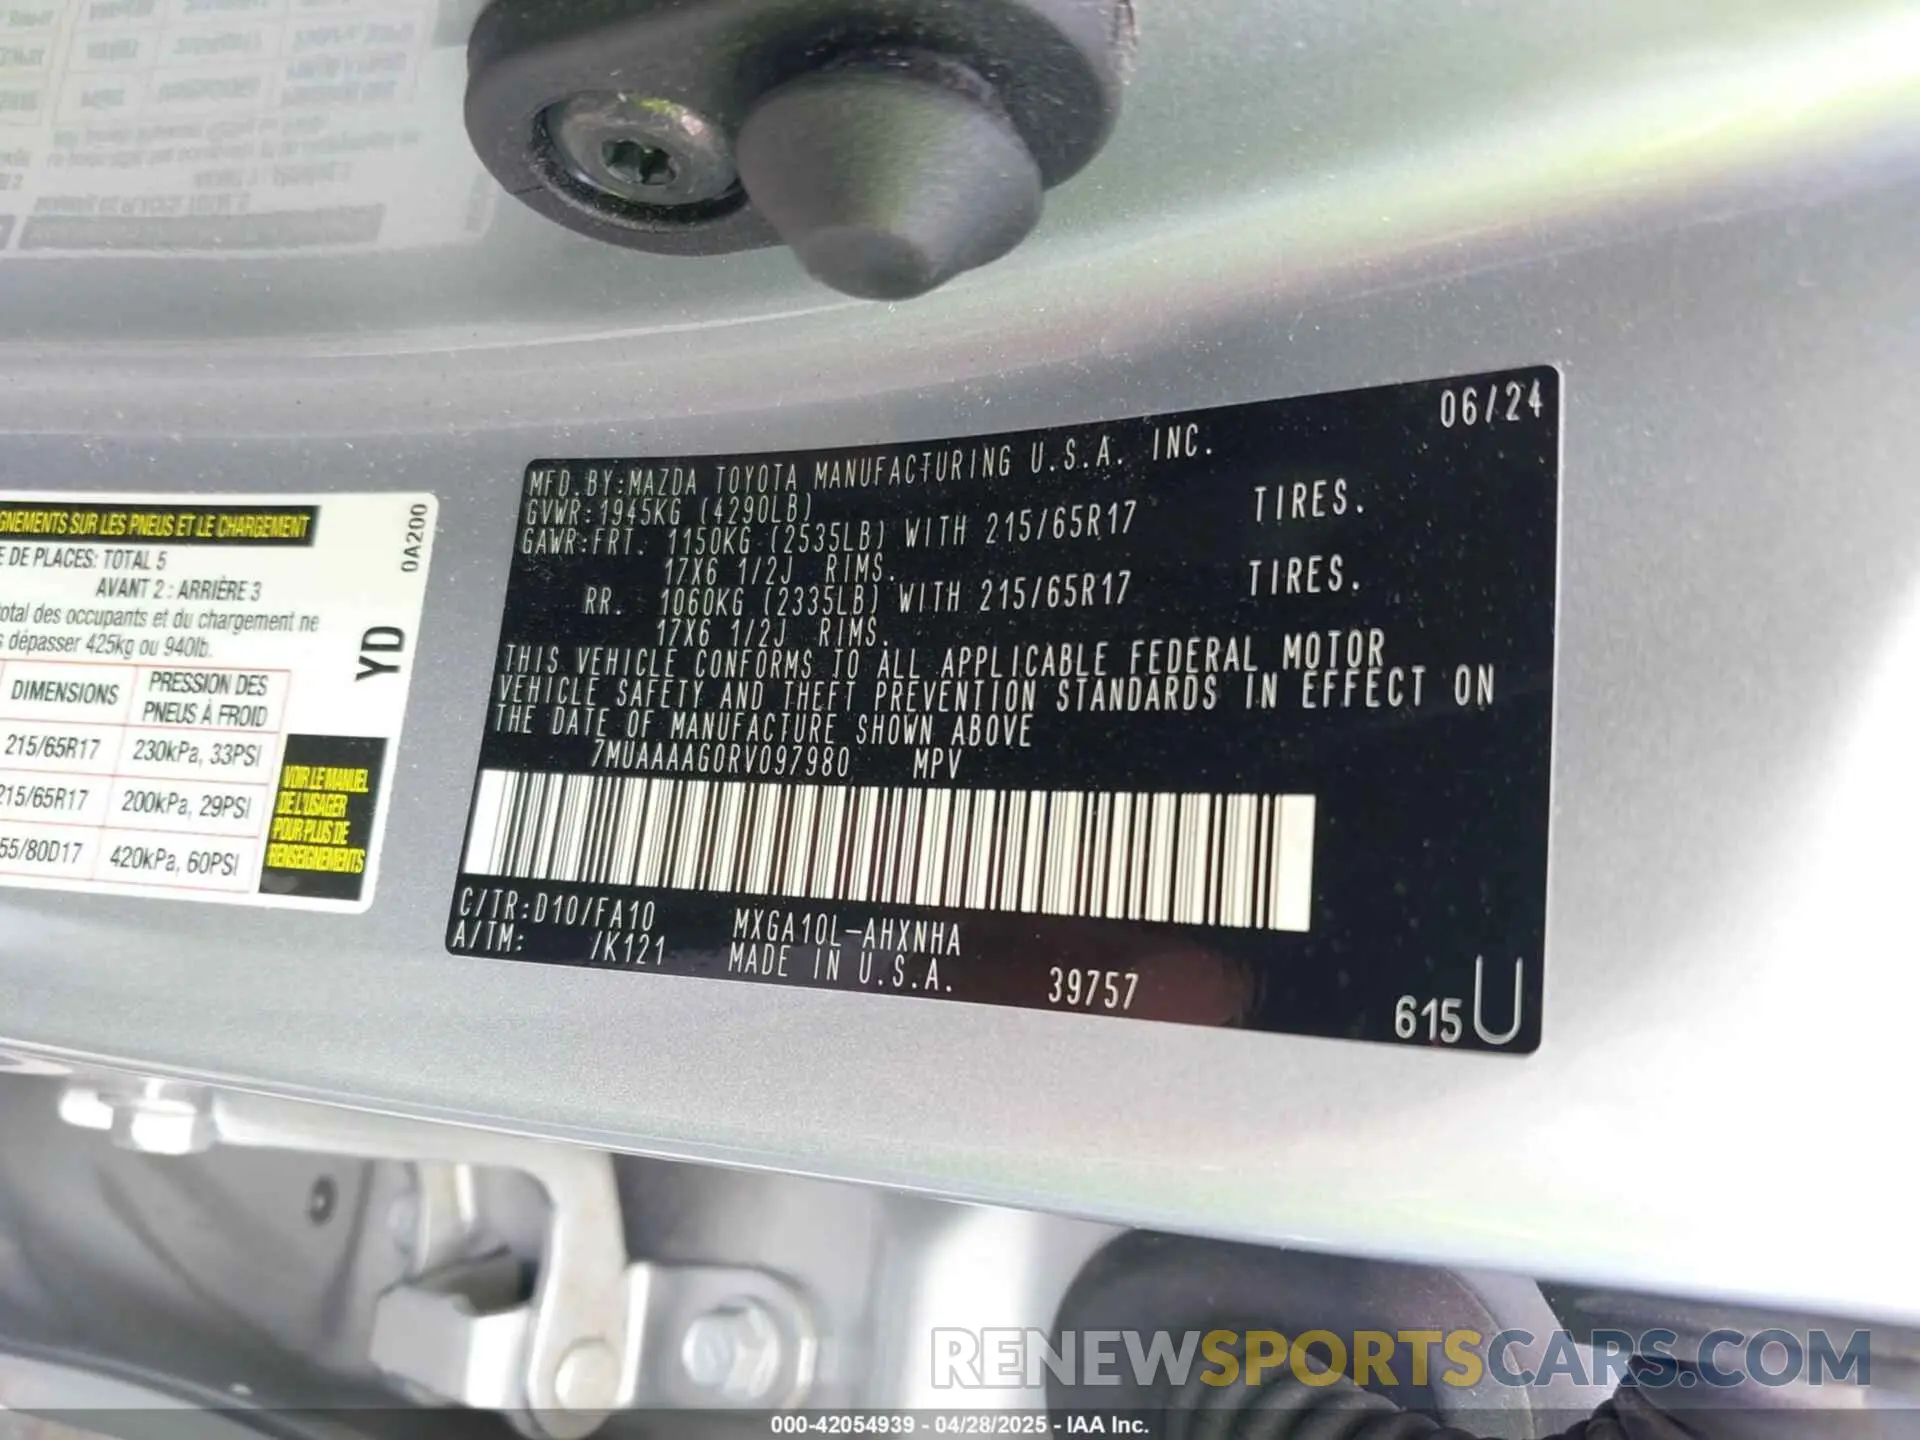 06/24
MFD.BY:MAZDA TOYOTA MANUFACTURING U.S.A. INC.
GVWR:1945KG (4290LB)
GAWR:FRT. 1150KG (2535LB) WITH 215/65R17 TIRES.
17X6 1/2J RIMS.
RR. 1060KG (2335LB) WITH 215/65R17 TIRES.
17X6 1/2J RIMS.
THIS VEHICLE CONFORMS TO ALL APPLICABLE FEDERAL MOTOR
VEHICLE SAFETY AND THEFT PREVENTION STANDARDS IN EFFECT ON
THE DATE OF MANUFACTURE SHOWN ABOVE
7MUAAAAG0RV097980 MPV
C/TR:D10/FA10 MXGA10L-AHXNHA
A/TM: /K121 MADE IN U.S.A. 39757
615U
GNEMENTS SUR LES PNEUS ET LE CHARGEMENT
0A200
E DE PLACES: TOTAL 5
AVANT 2 : ARRIÈRE 3
total des occupants et du chargement ne
s dépasser 425kg ou 940lb.
YD
DIMENSIONS PRESSION DES
PNEUS À FROID
215/65R17 230kPa, 33PSI
215/65R17 200kPa, 29PSI
55/80D17 420kPa, 60PSI
VOIR LE MANUEL
DE L'USAGER
POUR PLUS DE
RENSEIGNEMENTS
RENEWSPORTSCARS.COM
000-42054939 - 04/28/2025 - IAA Inc.